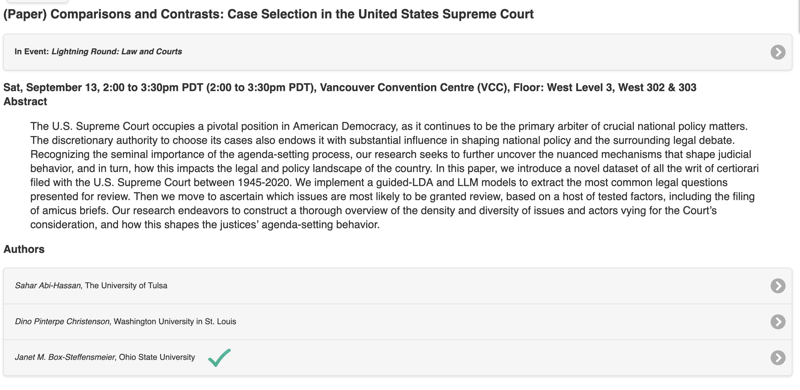 (Paper) Comparisons and Contrasts: Case Selection in the United States Supreme Court
In Event: Lightning Round: Law and Courts
Sat, September 13, 2:00 to 3:30pm PDT (2:00 to 3:30pm PDT), Vancouver Convention Centre (VCC), Floor: West Level 3, West 302 & 303
Abstract
The U.S. Supreme Court occupies a pivotal position in American Democracy, as it continues to be the primary arbiter of crucial national policy matters.
The discretionary authority to choose its cases also endows it with substantial influence in shaping national policy and the surrounding legal debate.
Recognizing the seminal importance of the agenda-setting process, our research seeks to further uncover the nuanced mechanisms that shape judicial
behavior, and in turn, how this impacts the legal and policy landscape of the country. In this paper, we introduce a novel dataset of all the writ of certiorari
filed with the U.S. Supreme Court between 1945-2020. We implement a guided-LDA and LLM models to extract the most common legal questions
presented for review. Then we move to ascertain which issues are most likely to be granted review, based on a host of tested factors, including the filing
of amicus briefs. Our research endeavors to construct a thorough overview of the density and diversity of issues and actors vying for the Court's
consideration, and how this shapes the justices' agenda-setting behavior.
Authors
Sahar Abi-Hassan, The University of Tulsa
Dino Pinterpe Christenson, Washington University in St. Louis
Janet M. Box-Steffensmeier, Ohio State University